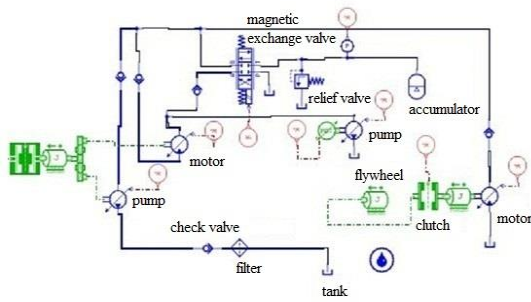 magnetic
exchange valve
relief valve
accumulator
pump
motor
flywheel
pump
clutch
motor
check valve
filter
tank